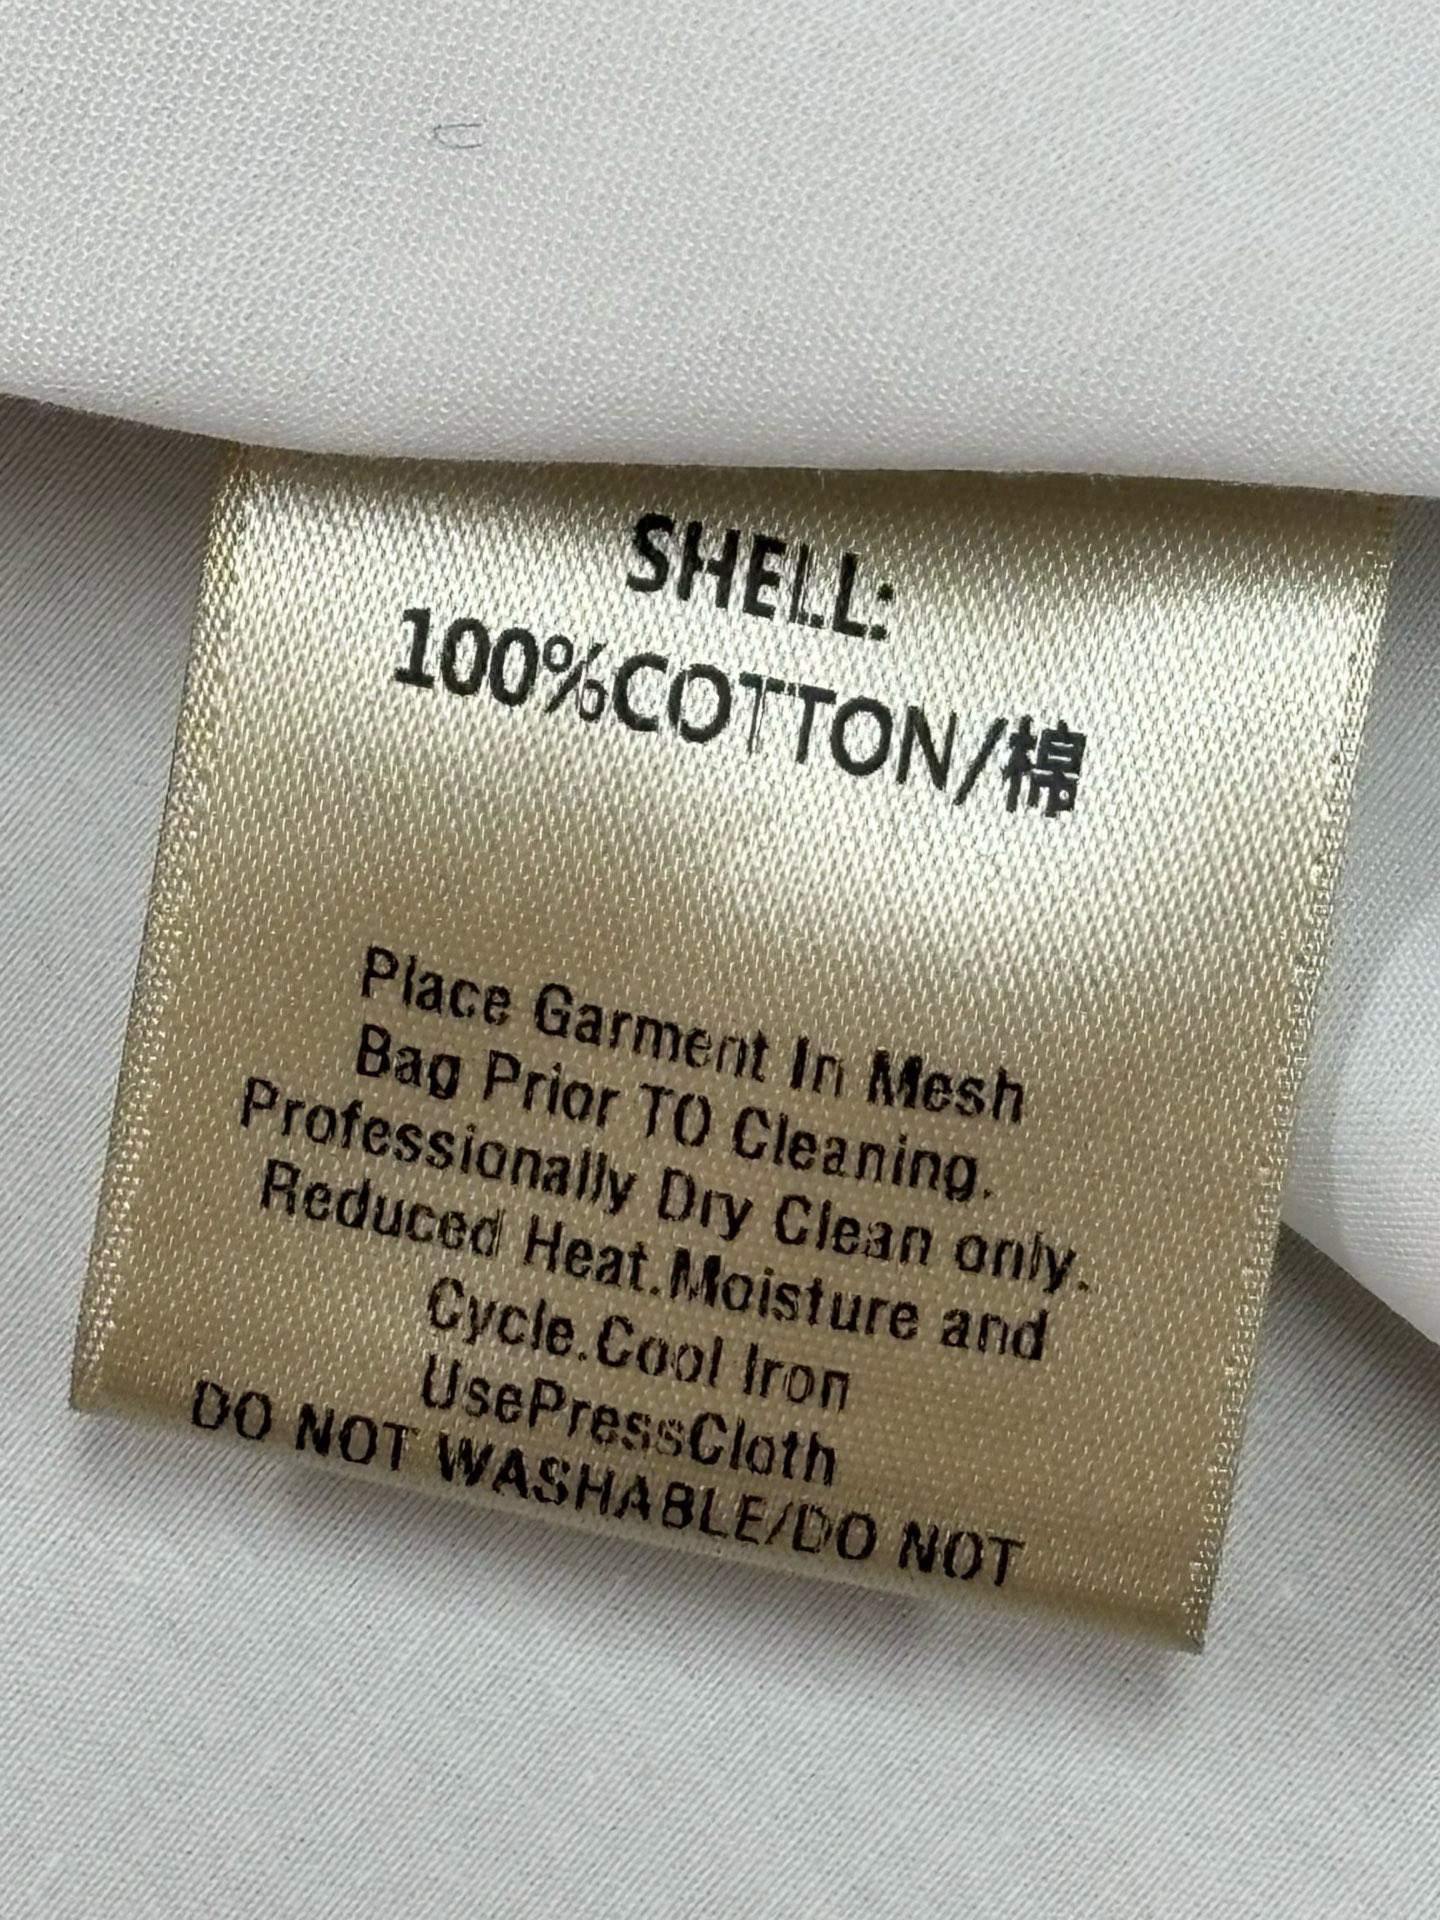 SHELL:
100%COTTON/棉
Place Garment In Mesh
Bag Prior TO Cleaning.
Professionally Dry Clean only.
Reduced Heat.Moisture and
Cycle.Cool Iron
UsePressCloth
DO NOT WASHABLE/DO NOT